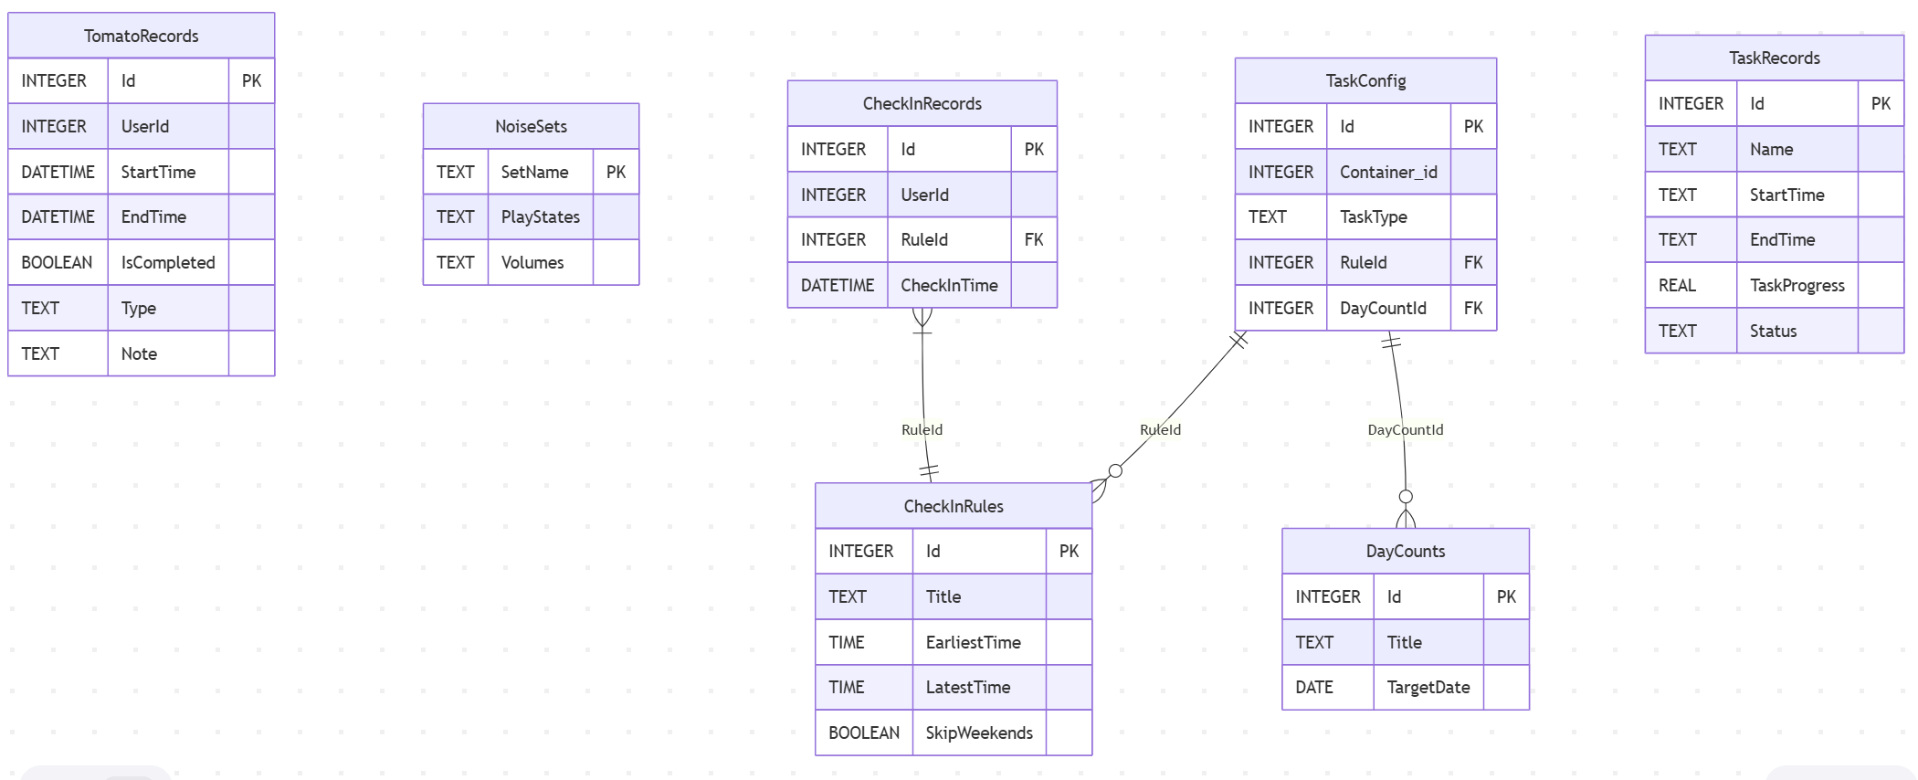 TomatoRecords
INTEGER Id PK
INTEGER UserId
DATETIME StartTime
DATETIME EndTime
BOOLEAN IsCompleted
TEXT Type
TEXT Note
NoiseSets
TEXT SetName PK
TEXT PlayStates
TEXT Volumes
CheckInRecords
INTEGER Id PK
INTEGER UserId
INTEGER RuleId FK
DATETIME CheckInTime
TaskConfig
INTEGER Id PK
INTEGER Container_id
TEXT TaskType
INTEGER RuleId FK
INTEGER DayCountId FK
TaskRecords
INTEGER Id PK
TEXT Name
TEXT StartTime
TEXT EndTime
REAL TaskProgress
TEXT Status
RuleId
RuleId
DayCountId
CheckInRules
INTEGER Id PK
TEXT Title
TIME EarliestTime
TIME LatestTime
BOOLEAN SkipWeekends
DayCounts
INTEGER Id PK
TEXT Title
DATE TargetDate